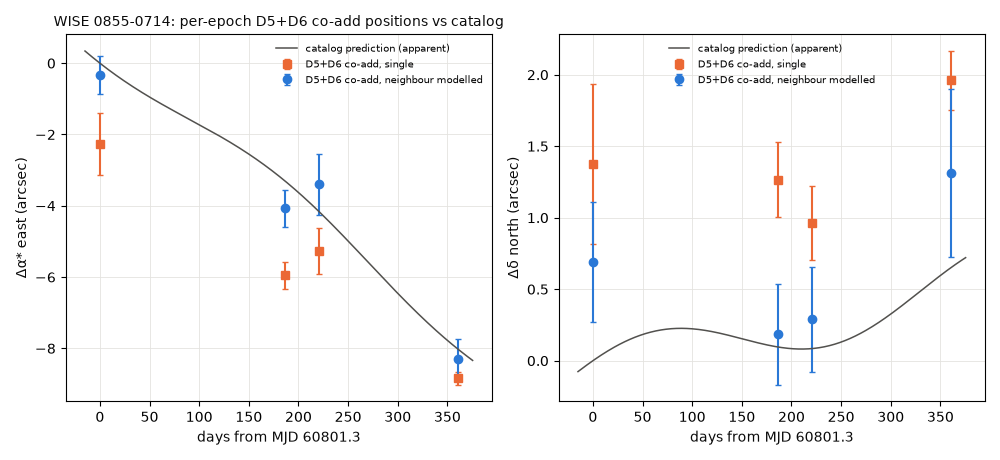 WISE 0855-0714: per-epoch D5+D6 co-add positions vs catalog
catalog prediction (apparent)
D5+D6 co-add, single
D5+D6 co-add, neighbour modelled
0
−2
−4
−6
−8
Δα* east (arcsec)
0
50
100
150
200
250
300
350
days from MJD 60801.3
catalog prediction (apparent)
D5+D6 co-add, single
D5+D6 co-add, neighbour modelled
2.0
1.5
1.0
0.5
0.0
Δδ north (arcsec)
0
50
100
150
200
250
300
350
days from MJD 60801.3